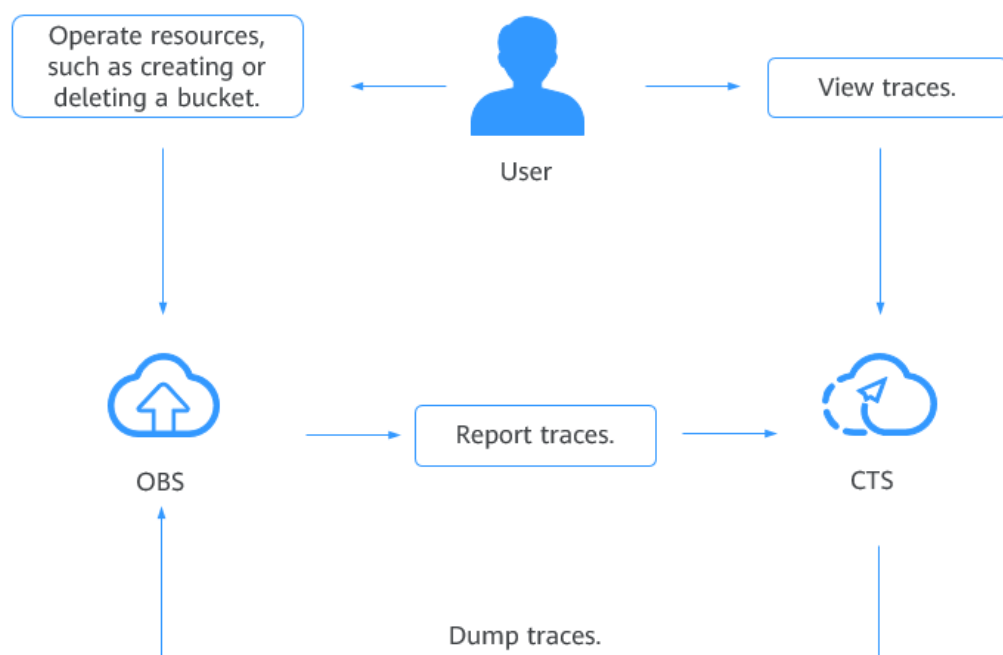 Operate resources,
such as creating or
deleting a bucket.
View traces.
User
Report traces.
OBS
CTS
Dump traces.